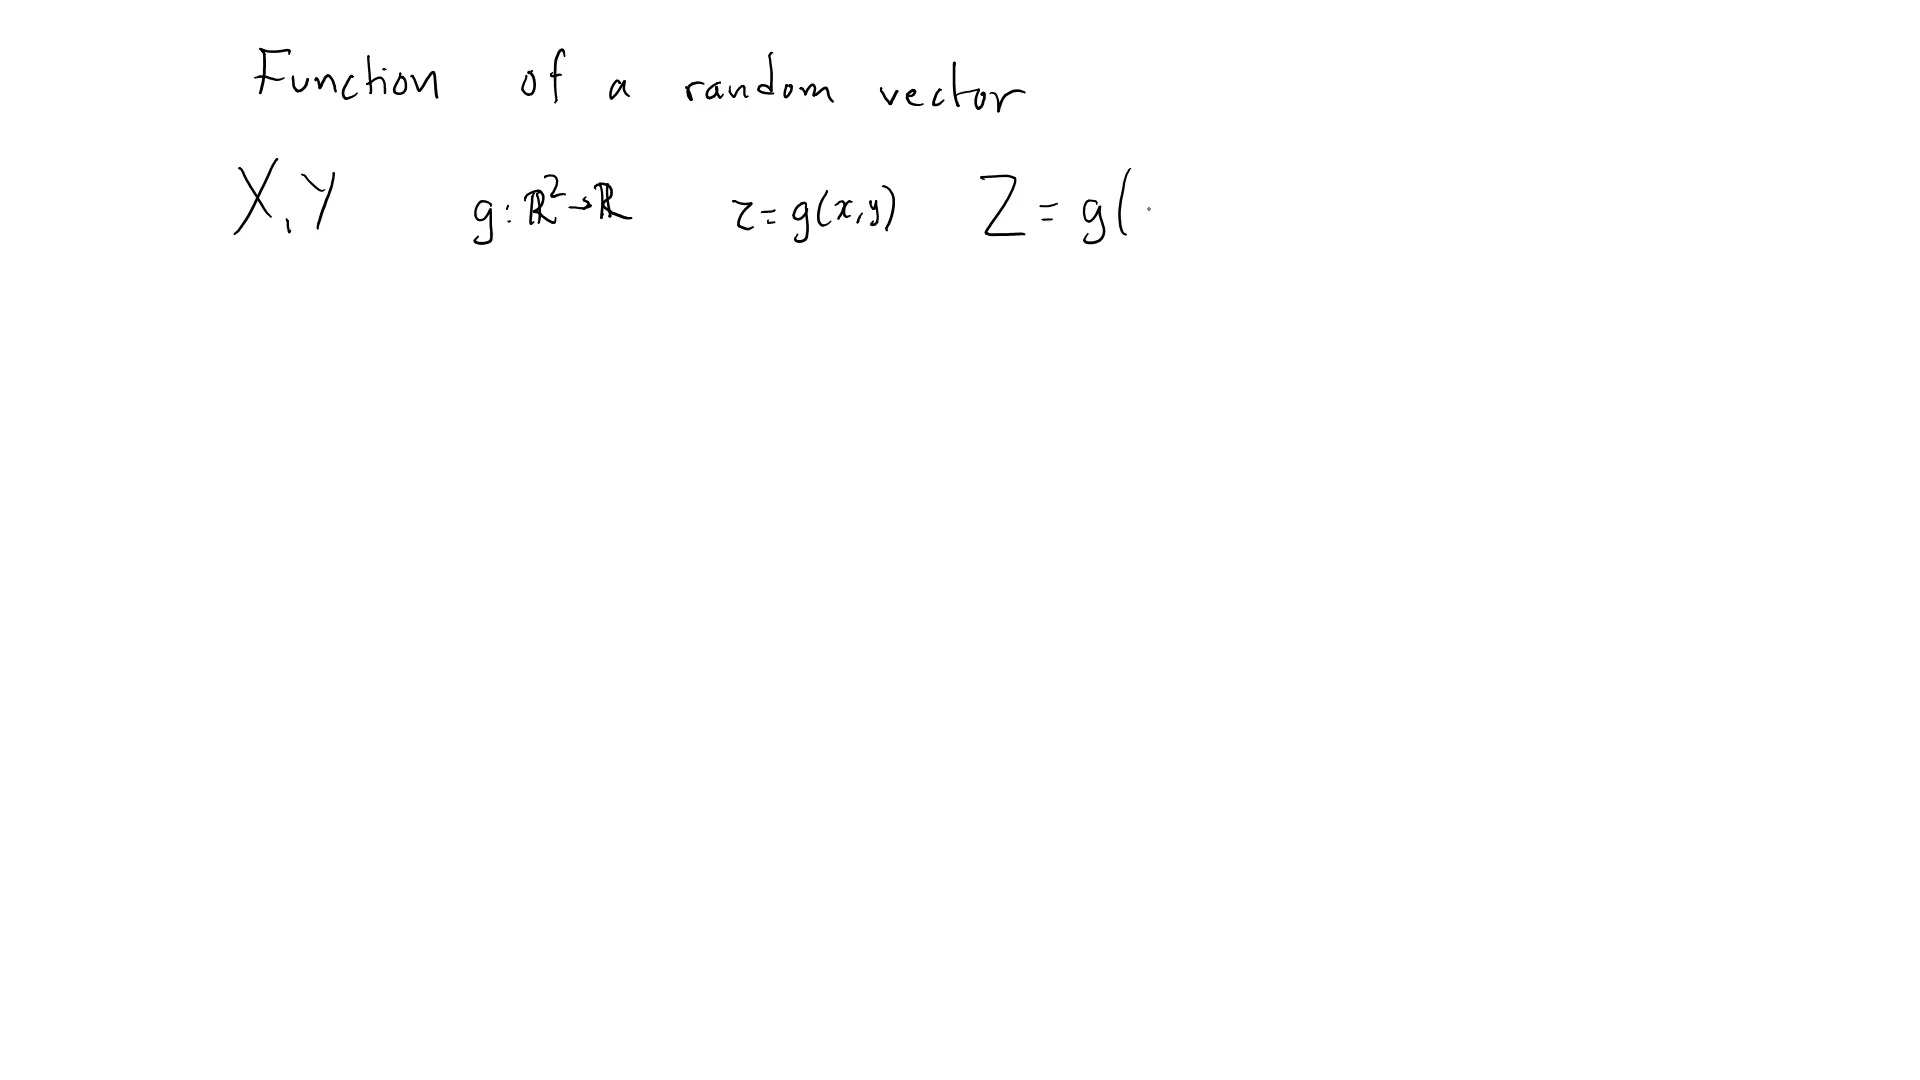 Function of a random vector
X, Y g: ℝ² → ℝ z = g(x, y) Z = g(